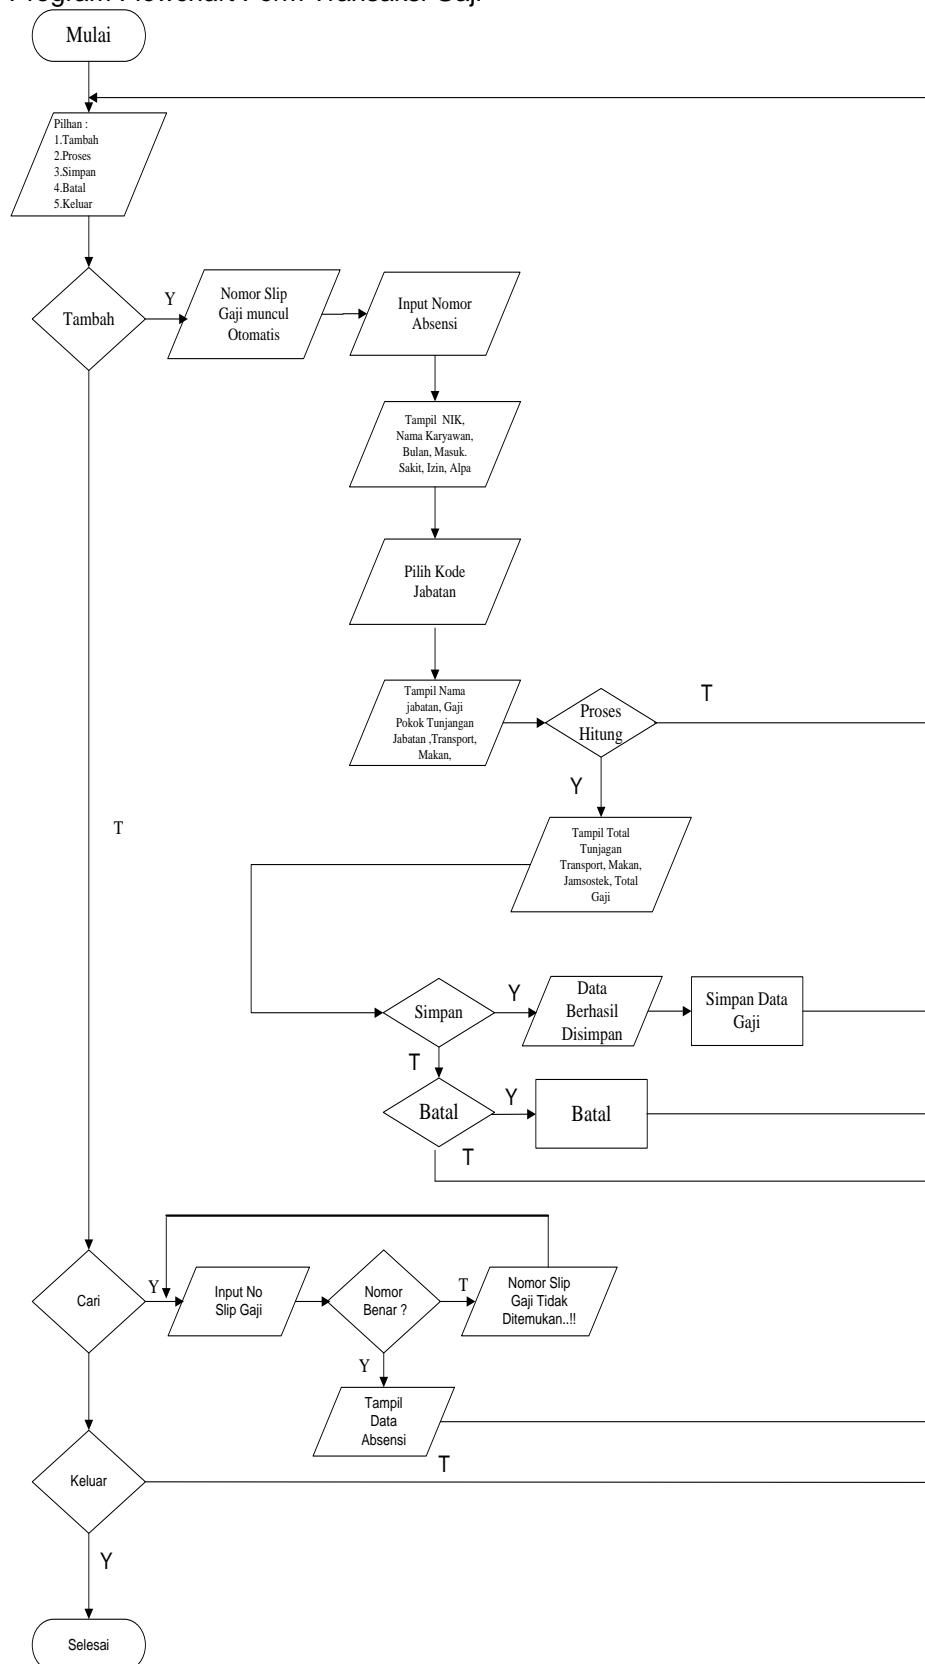 Program Flowchart Form Transaksi Gaji
Mulai
Pilhan :
1.Tambah
2.Proses
3.Simpan
4.Batal
5.Keluar
Tambah
Y
Nomor Slip
Gaji muncul
Otomatis
Input Nomor
Absensi
Tampil NIK,
Nama Karyawan,
Bulan, Masuk.
Sakit, Izin, Alpa
Pilih Kode
Jabatan
Tampil Nama
jabatan, Gaji
Pokok Tunjangan
Jabatan ,Transport,
Makan,
Proses
Hitung
T
Y
T
Tampil Total
Tunjagan
Transport, Makan,
Jamsostek, Total
Gaji
Simpan
Y
Data
Berhasil
Disimpan
Simpan Data
Gaji
T
Batal
Y
Batal
T
Cari
Y
Input No
Slip Gaji
Nomor
Benar ?
T
Nomor Slip
Gaji Tidak
Ditemukan..!!
Y
Tampil
Data
Absensi
T
Keluar
Y
Selesai